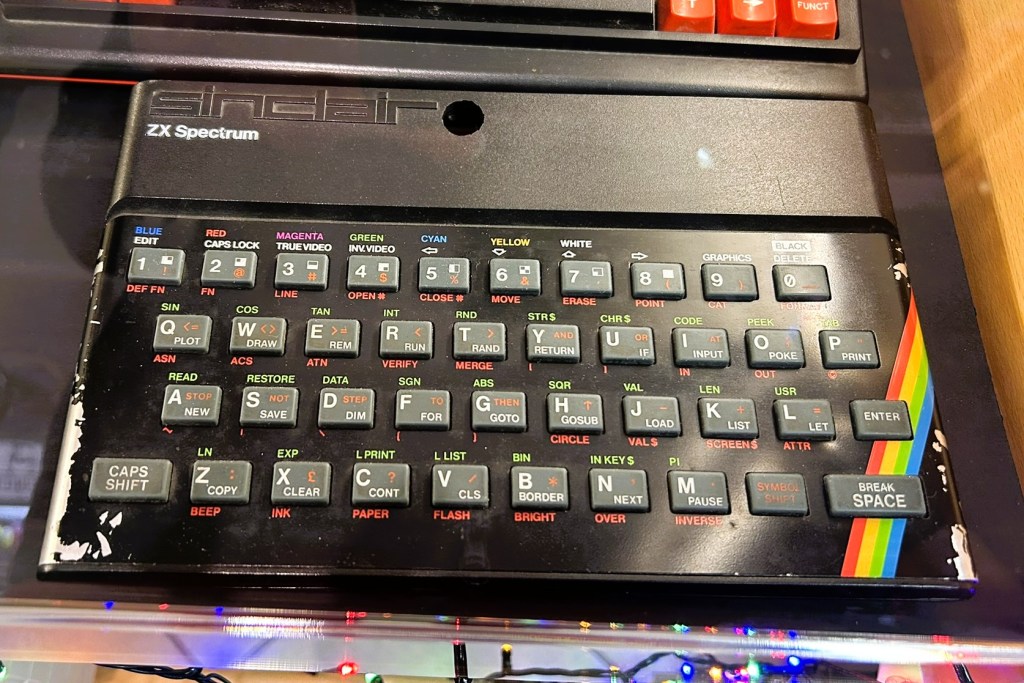 FUNCT
sinclair
ZX Spectrum
BLUE RED MAGENTA GREEN CYAN YELLOW WHITE BLACK
EDIT CAPS LOCK TRUE VIDEO INV. VIDEO ⇦ ⇩ ⇧ ⇨ GRAPHICS DELETE
1 ! 2 @ 3 # 4 $ 5 % 6 & 7 8 ( 9 ) 0
DEF FN FN LINE OPEN # CLOSE # MOVE ERASE POINT CAT
SIN COS TAN INT RND STR $ CHR $ CODE PEEK
Q <= W <> E >= R < T > Y AND U OR I AT O P
PLOT DRAW REM RUN RAND RETURN IF INPUT POKE PRINT
ASN ACS ATN VERIFY MERGE [ ] IN OUT
READ RESTORE DATA SGN ABS SQR VAL LEN USR
A STOP S NOT D STEP F TO G THEN H ↑ J - K + L = ENTER
NEW SAVE DIM FOR GOTO GOSUB LOAD LIST LET
~ | \ { } CIRCLE VAL $ SCREEN $ ATTR
LN EXP L PRINT L LIST BIN IN KEY $ PI
CAPS SHIFT Z : X £ C ? V / B * N , M . SYMBOL SHIFT BREAK SPACE
COPY CLEAR CONT CLS BORDER NEXT PAUSE
BEEP INK PAPER FLASH BRIGHT OVER INVERSE